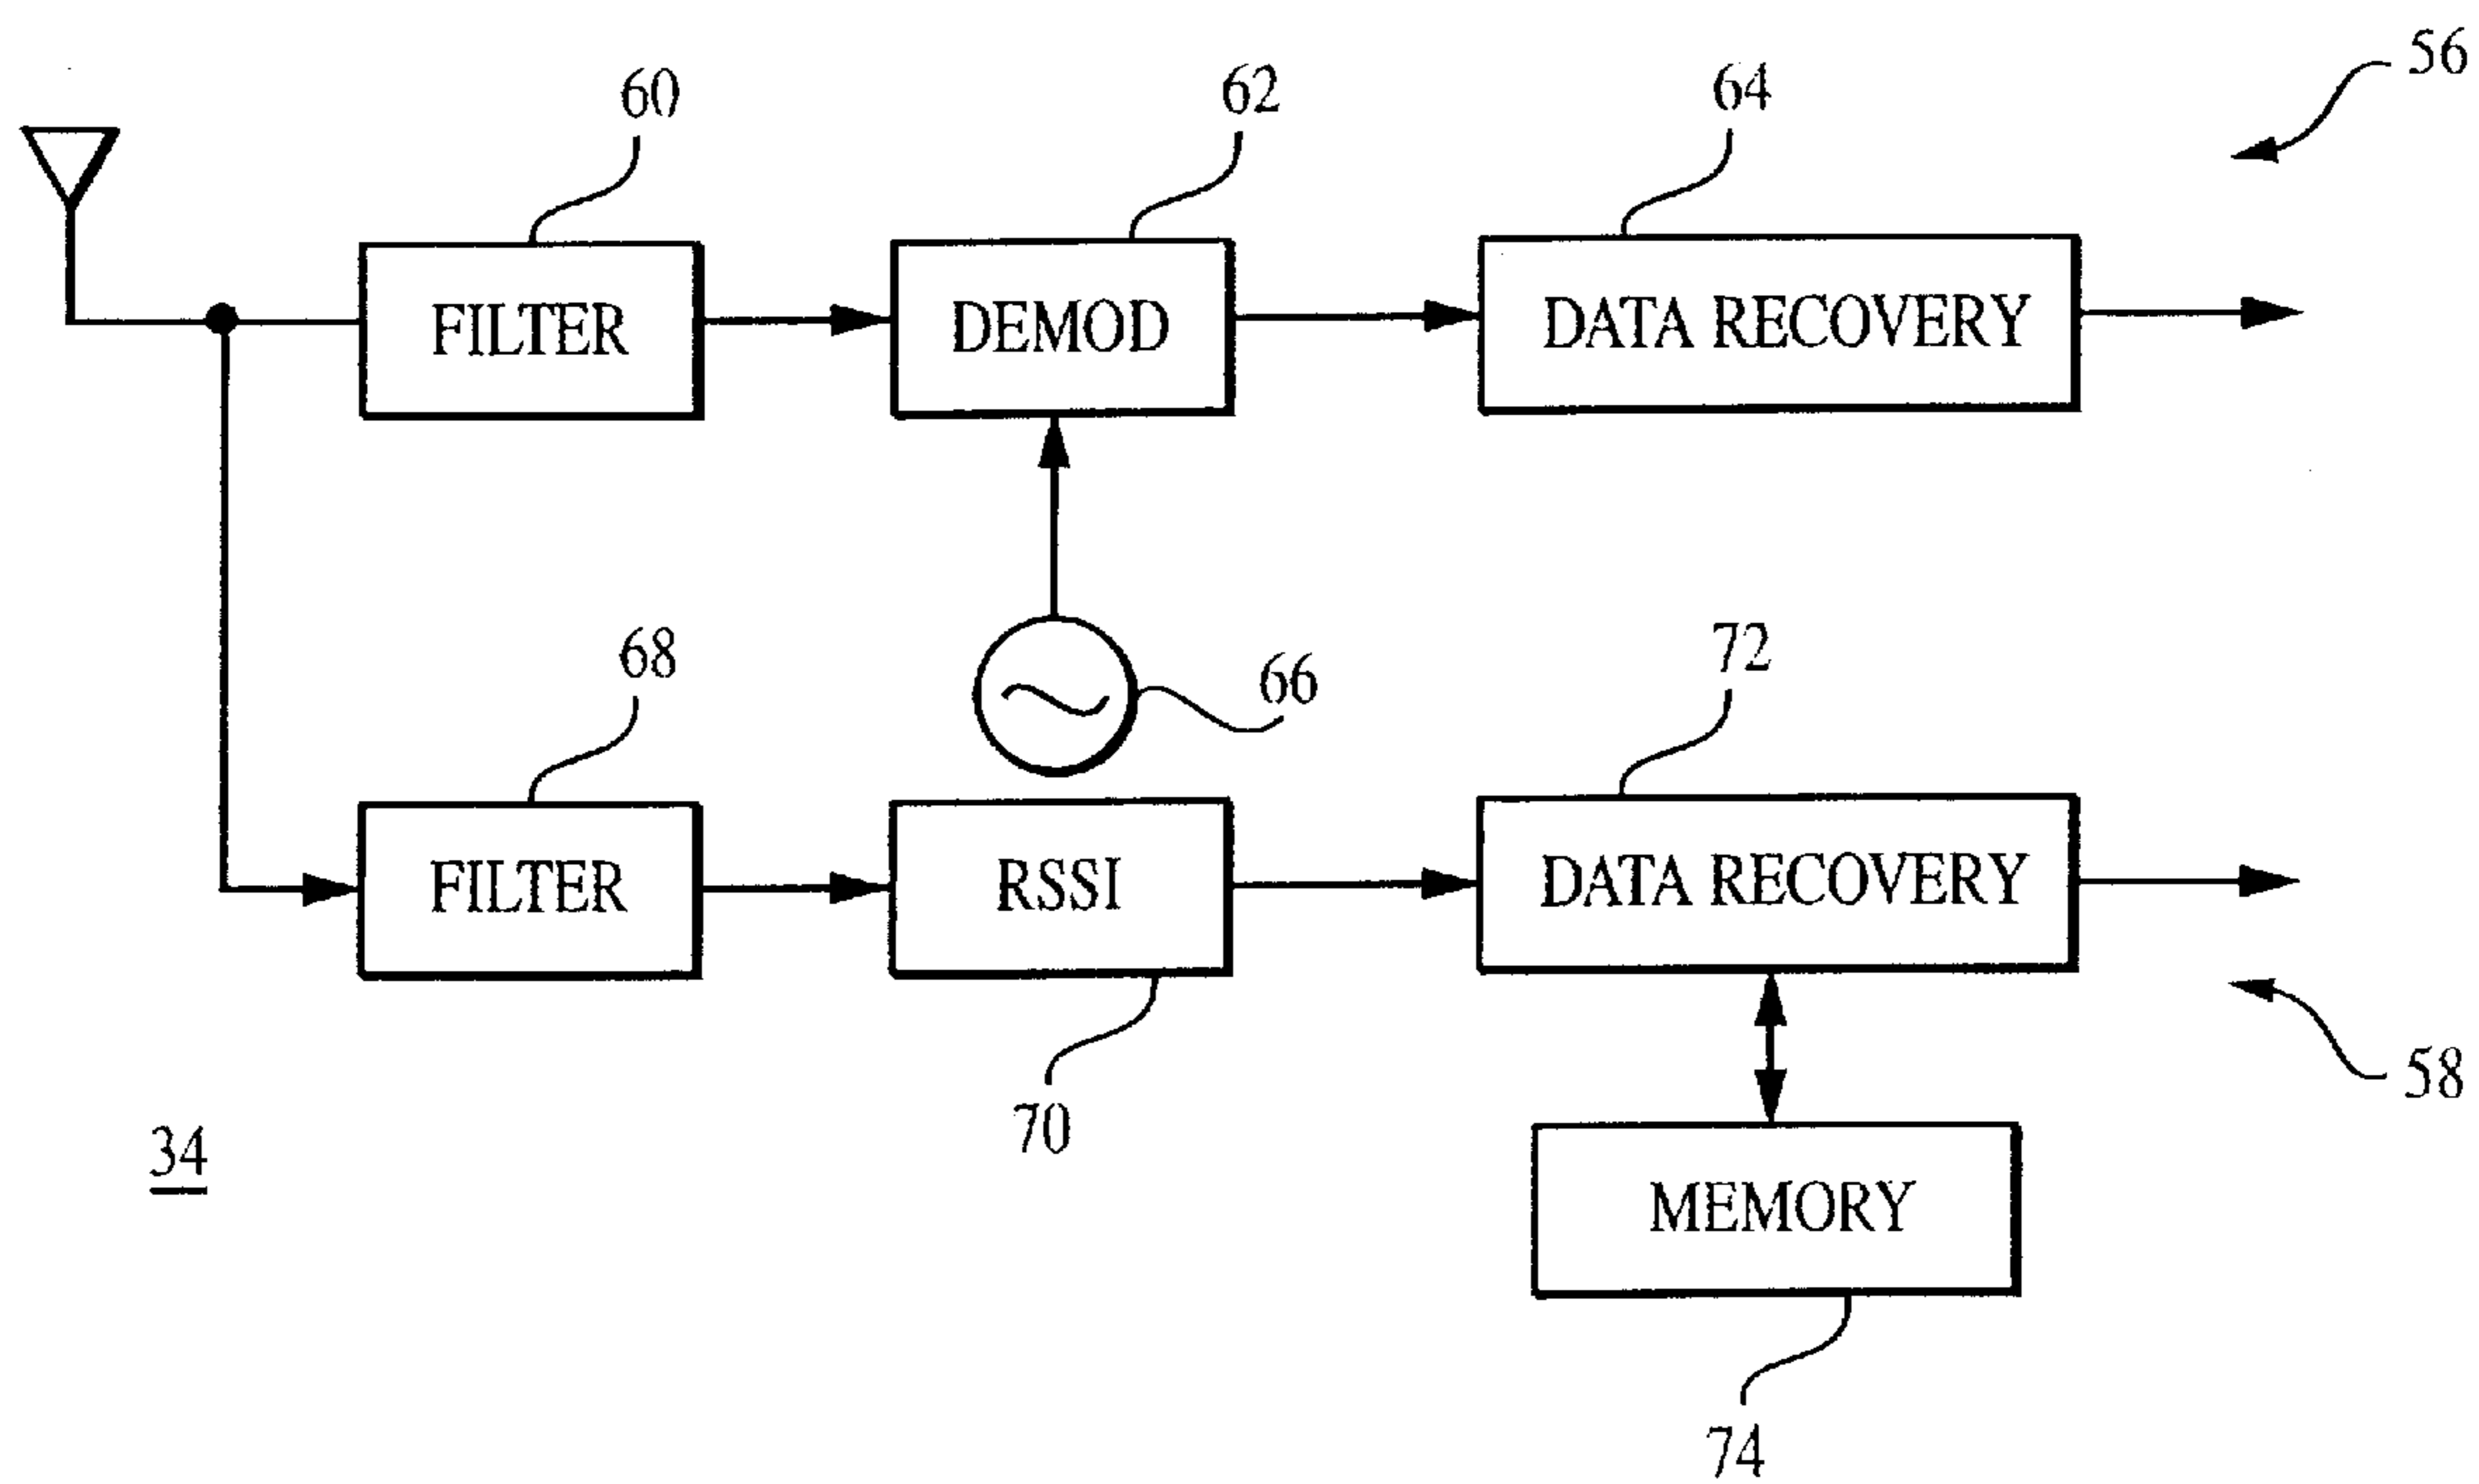 56
60
62
64
FILTER
DEMOD
DATA RECOVERY
68
66
72
FILTER
RSSI
DATA RECOVERY
58
70
34
MEMORY
74